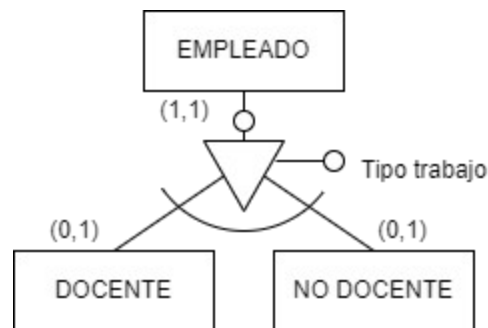 EMPLEADO
(1,1)
Tipo trabajo
(0,1)
(0,1)
DOCENTE
NO DOCENTE